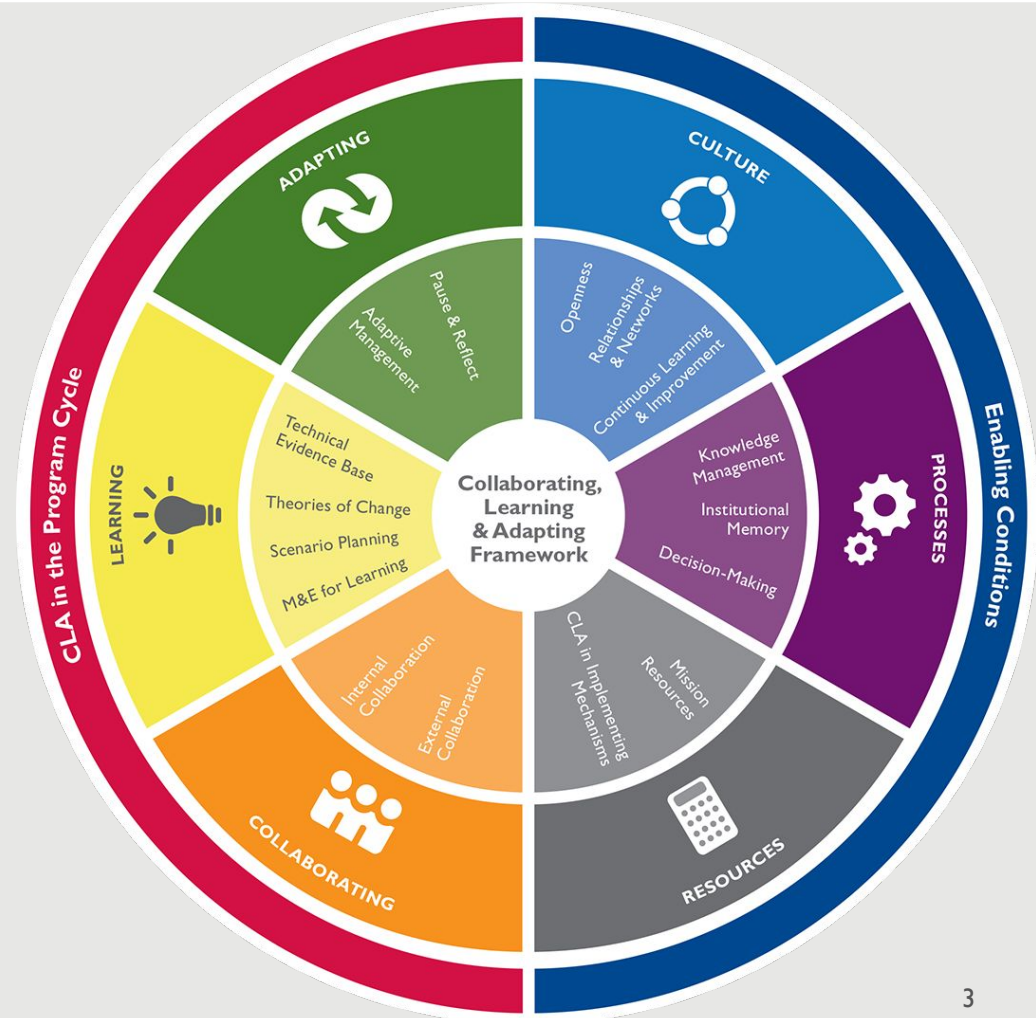 CLA in the Program Cycle
Enabling Conditions
ADAPTING
Adaptive
Management
Pause & Reflect
CULTURE
Openness
Relationships
& Networks
Continuous Learning
& Improvement
LEARNING
Technical
Evidence Base
Theories of Change
Scenario Planning
M&E for Learning
Collaborating,
Learning
& Adapting
Framework
PROCESSES
Knowledge
Management
Institutional
Memory
Decision-Making
COLLABORATING
Internal
Collaboration
External
Collaboration
RESOURCES
CLA in Implementing
Mechanisms
Mission
Resources
3